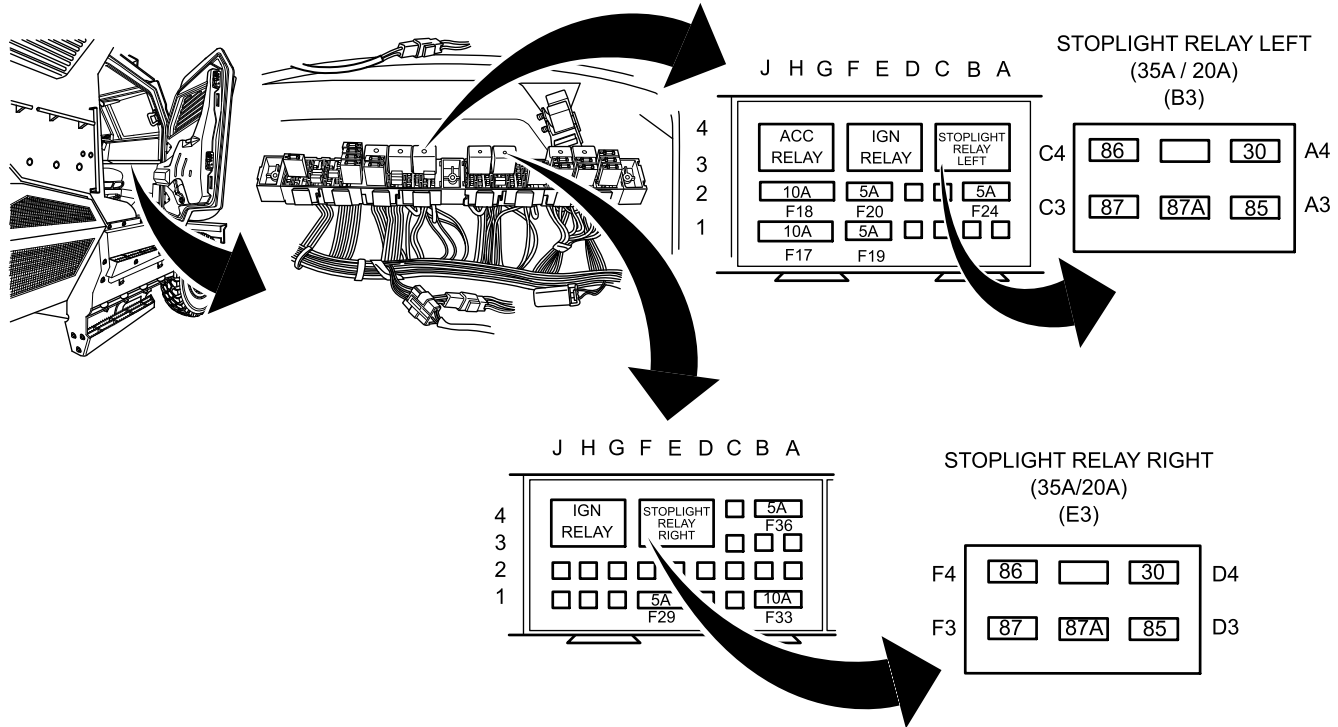 J H G F E D C B A
4
3
2
1
ACC
RELAY
IGN
RELAY
STOPLIGHT
RELAY
LEFT
10A
5A
5A
F18
F20
F24
10A
5A
F17
F19
STOPLIGHT RELAY LEFT
(35A / 20A)
(B3)
C4
86
30
A4
C3
87
87A
85
A3
J H G F E D C B A
4
3
2
1
IGN
RELAY
STOPLIGHT
RELAY
RIGHT
5A
F36
5A
10A
F29
F33
STOPLIGHT RELAY RIGHT
(35A/20A)
(E3)
F4
86
30
D4
F3
87
87A
85
D3